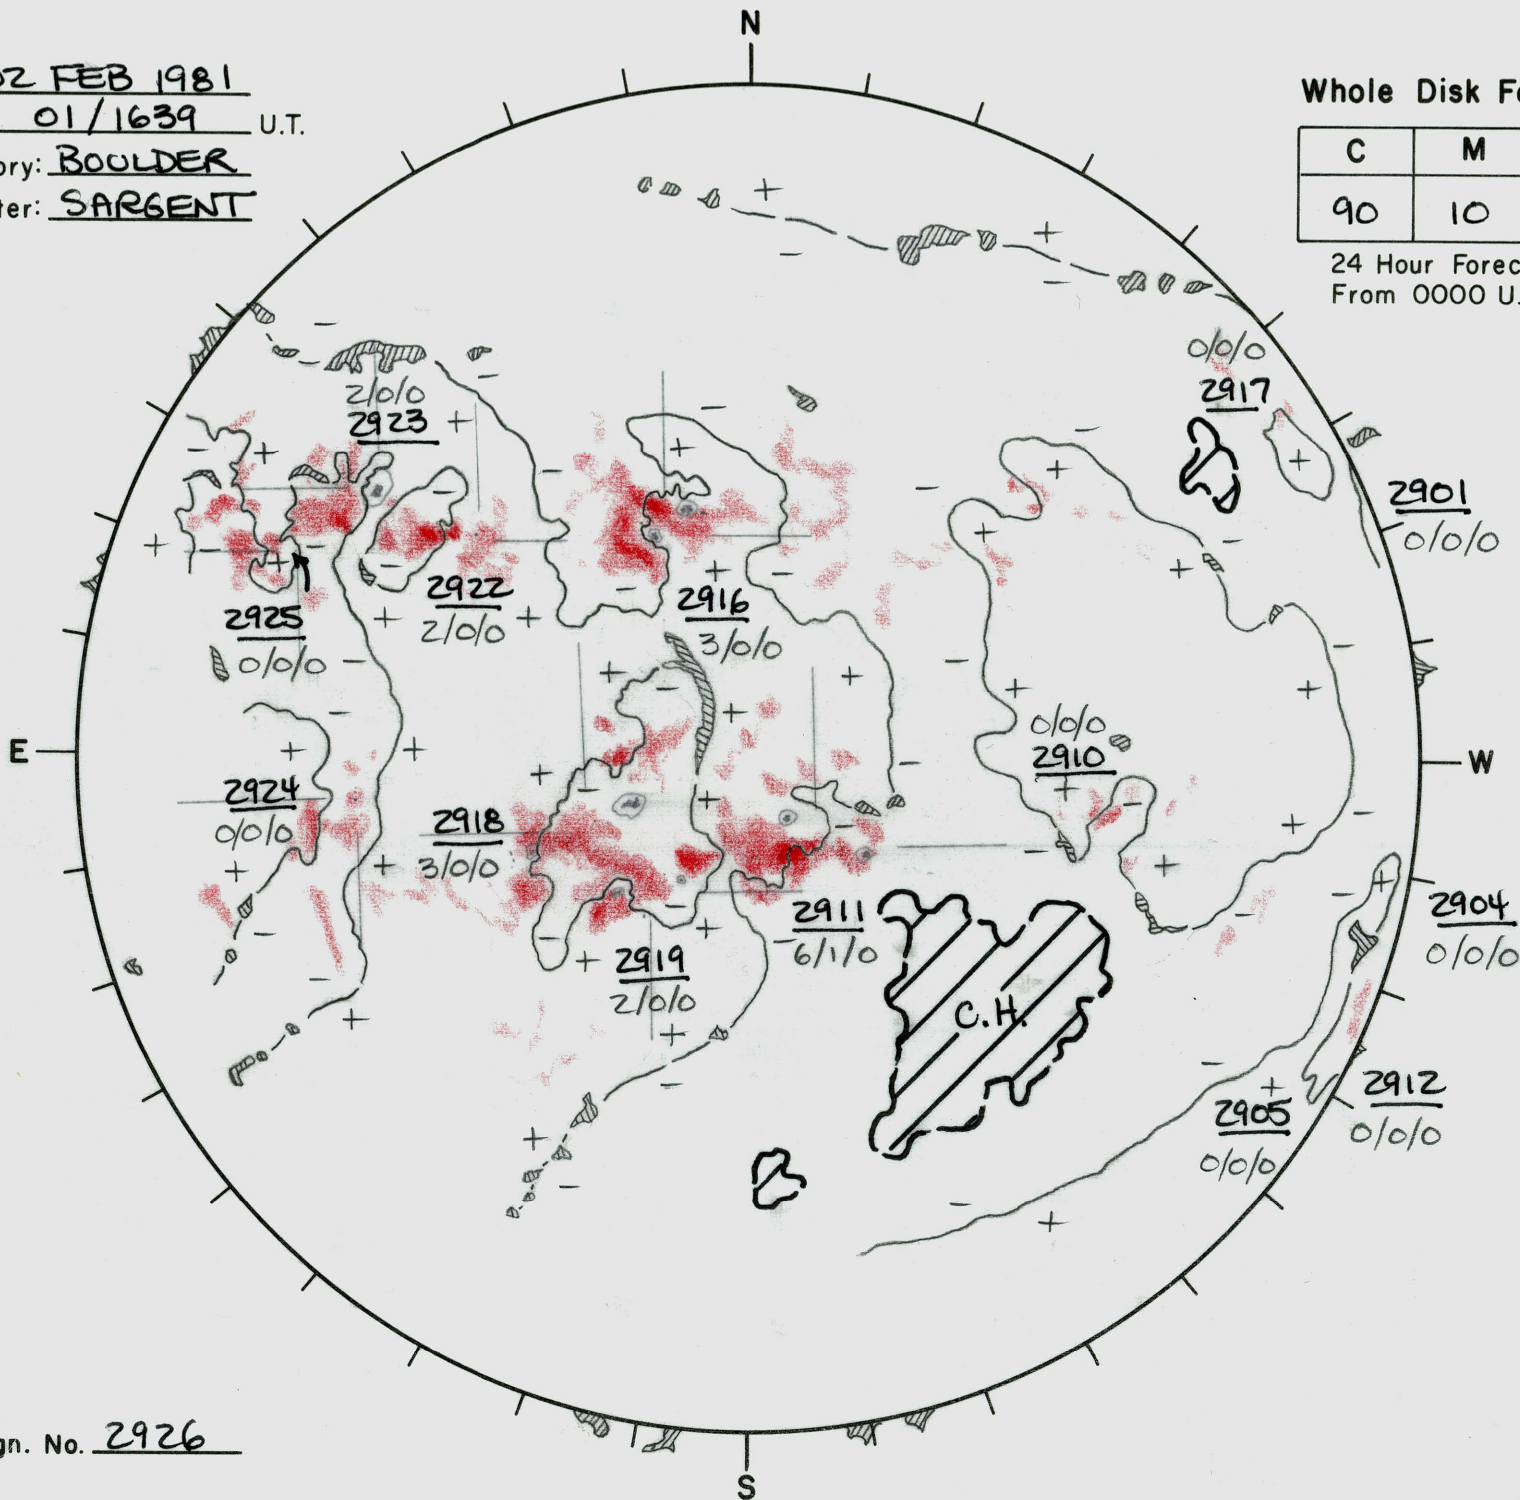 N
02 FEB 1981
01/1639 U.T.
ory: BOULDER
ter: SARGENT
Whole Disk Fo
C M
90 10
24 Hour Forec
From 0000 U.
0/0/0
2917
2/0/0
2923
2901
0/0/0
2922
2/0/0
2916
3/0/0
2925
0/0/0
E
W
0/0/0
2910
2924
0/0/0
2918
3/0/0
2911
6/1/0
2904
0/0/0
2919
2/0/0
C.H.
2905
0/0/0
2912
0/0/0
gn. No. 2926
S